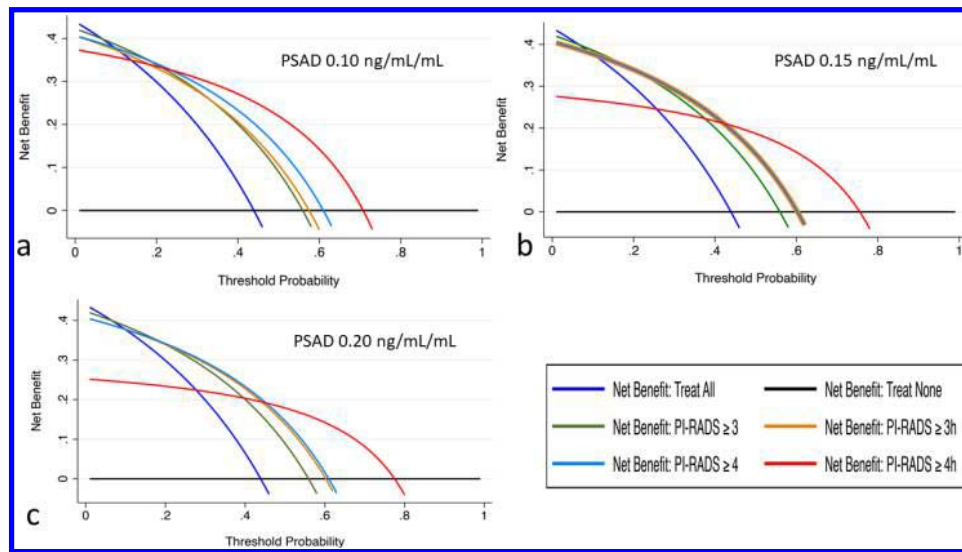 PSAD 0.10 ng/mL/mL
Net Benefit
.4
.3
.2
.1
0
0
.2
.4
.6
.8
1
Threshold Probability
a
PSAD 0.15 ng/mL/mL
Net Benefit
.4
.3
.2
.1
0
0
.2
.4
.6
.8
1
Threshold Probability
b
PSAD 0.20 ng/mL/mL
Net Benefit
.4
.3
.2
.1
0
0
.2
.4
.6
.8
1
Threshold Probability
c
Net Benefit: Treat All
Net Benefit: Treat None
Net Benefit: PI-RADS ≥ 3
Net Benefit: PI-RADS ≥ 3h
Net Benefit: PI-RADS ≥ 4
Net Benefit: PI-RADS ≥ 4h